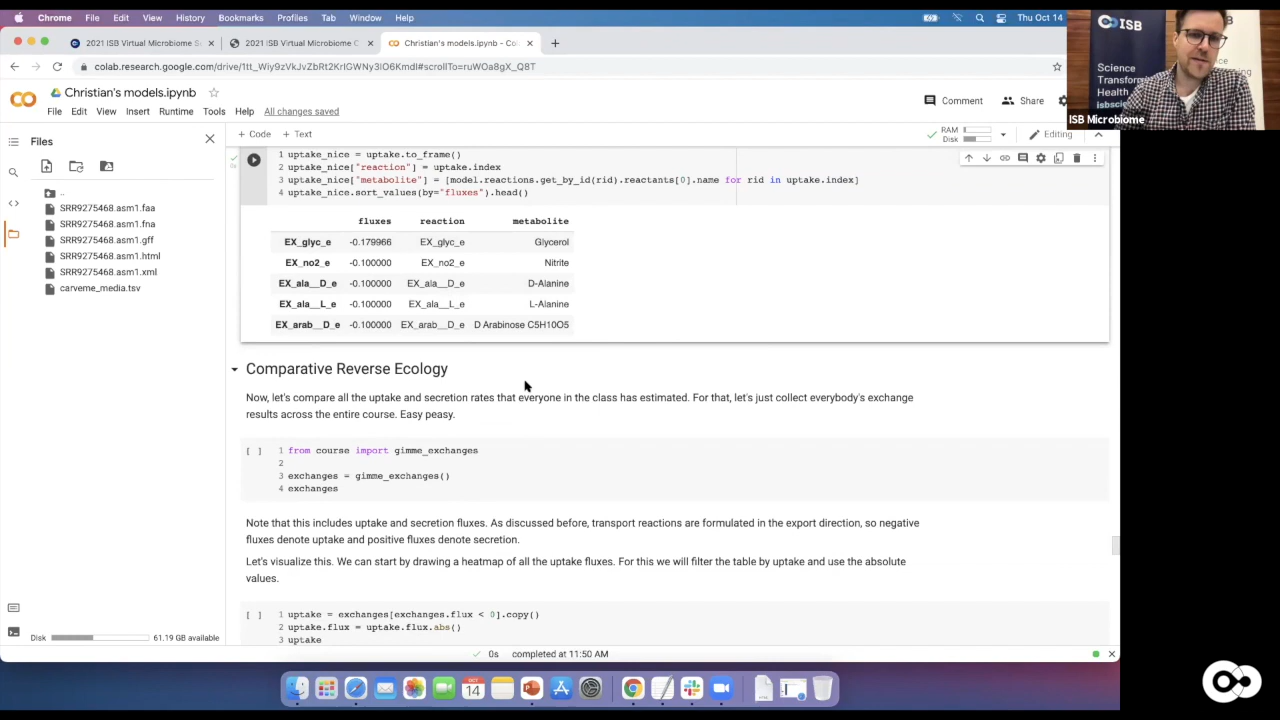 Chrome File Edit View History Bookmarks Profiles Tab Window Help Thu Oct 14
2021 ISB Virtual Microbiome S
2021 ISB Virtual Microbiome C
Christian's models.ipynb - Col
ISB
Science
Transform
Health
isbscie
ISB Microbiome
colab.research.google.com/drive/1tt_Wiy9zVkJvZbRt2KrIGWNy3iO6KmdI#scrollTo=ruWOa8gX_Q8T
Christian's models.ipynb
File Edit View Insert Runtime Tools Help All changes saved
Comment
Share
Files
+ Code + Text
RAM
Disk
Editing
..
SRR9275468.asm1.faa
SRR9275468.asm1.fna
SRR9275468.asm1.gff
SRR9275468.asm1.html
SRR9275468.asm1.xml
carveme_media.tsv
Disk 61.19 GB available
1 uptake_nice = uptake.to_frame()
2 uptake_nice["reaction"] = uptake.index
3 uptake_nice["metabolite"] = [model.reactions.get_by_id(rid).reactants[0].name for rid in uptake.index]
4 uptake_nice.sort_values(by="fluxes").head()
fluxes reaction metabolite
EX_glyc_e -0.179966 EX_glyc_e Glycerol
EX_no2_e -0.100000 EX_no2_e Nitrite
EX_ala__D_e -0.100000 EX_ala__D_e D-Alanine
EX_ala__L_e -0.100000 EX_ala__L_e L-Alanine
EX_arab__D_e -0.100000 EX_arab__D_e D Arabinose C5H10O5
Comparative Reverse Ecology
Now, let's compare all the uptake and secretion rates that everyone in the class has estimated. For that, let's just collect everybody's exchange
results across the entire course. Easy peasy.
[ ] 1 from course import gimme_exchanges
2
3 exchanges = gimme_exchanges()
4 exchanges
Note that this includes uptake and secretion fluxes. As discussed before, transport reactions are formulated in the export direction, so negative
fluxes denote uptake and positive fluxes denote secretion.
Let's visualize this. We can start by drawing a heatmap of all the uptake fluxes. For this we will filter the table by uptake and use the absolute
values.
[ ] 1 uptake = exchanges[exchanges.flux < 0].copy()
2 uptake.flux = uptake.flux.abs()
3 uptake
0s completed at 11:50 AM
OCT
14